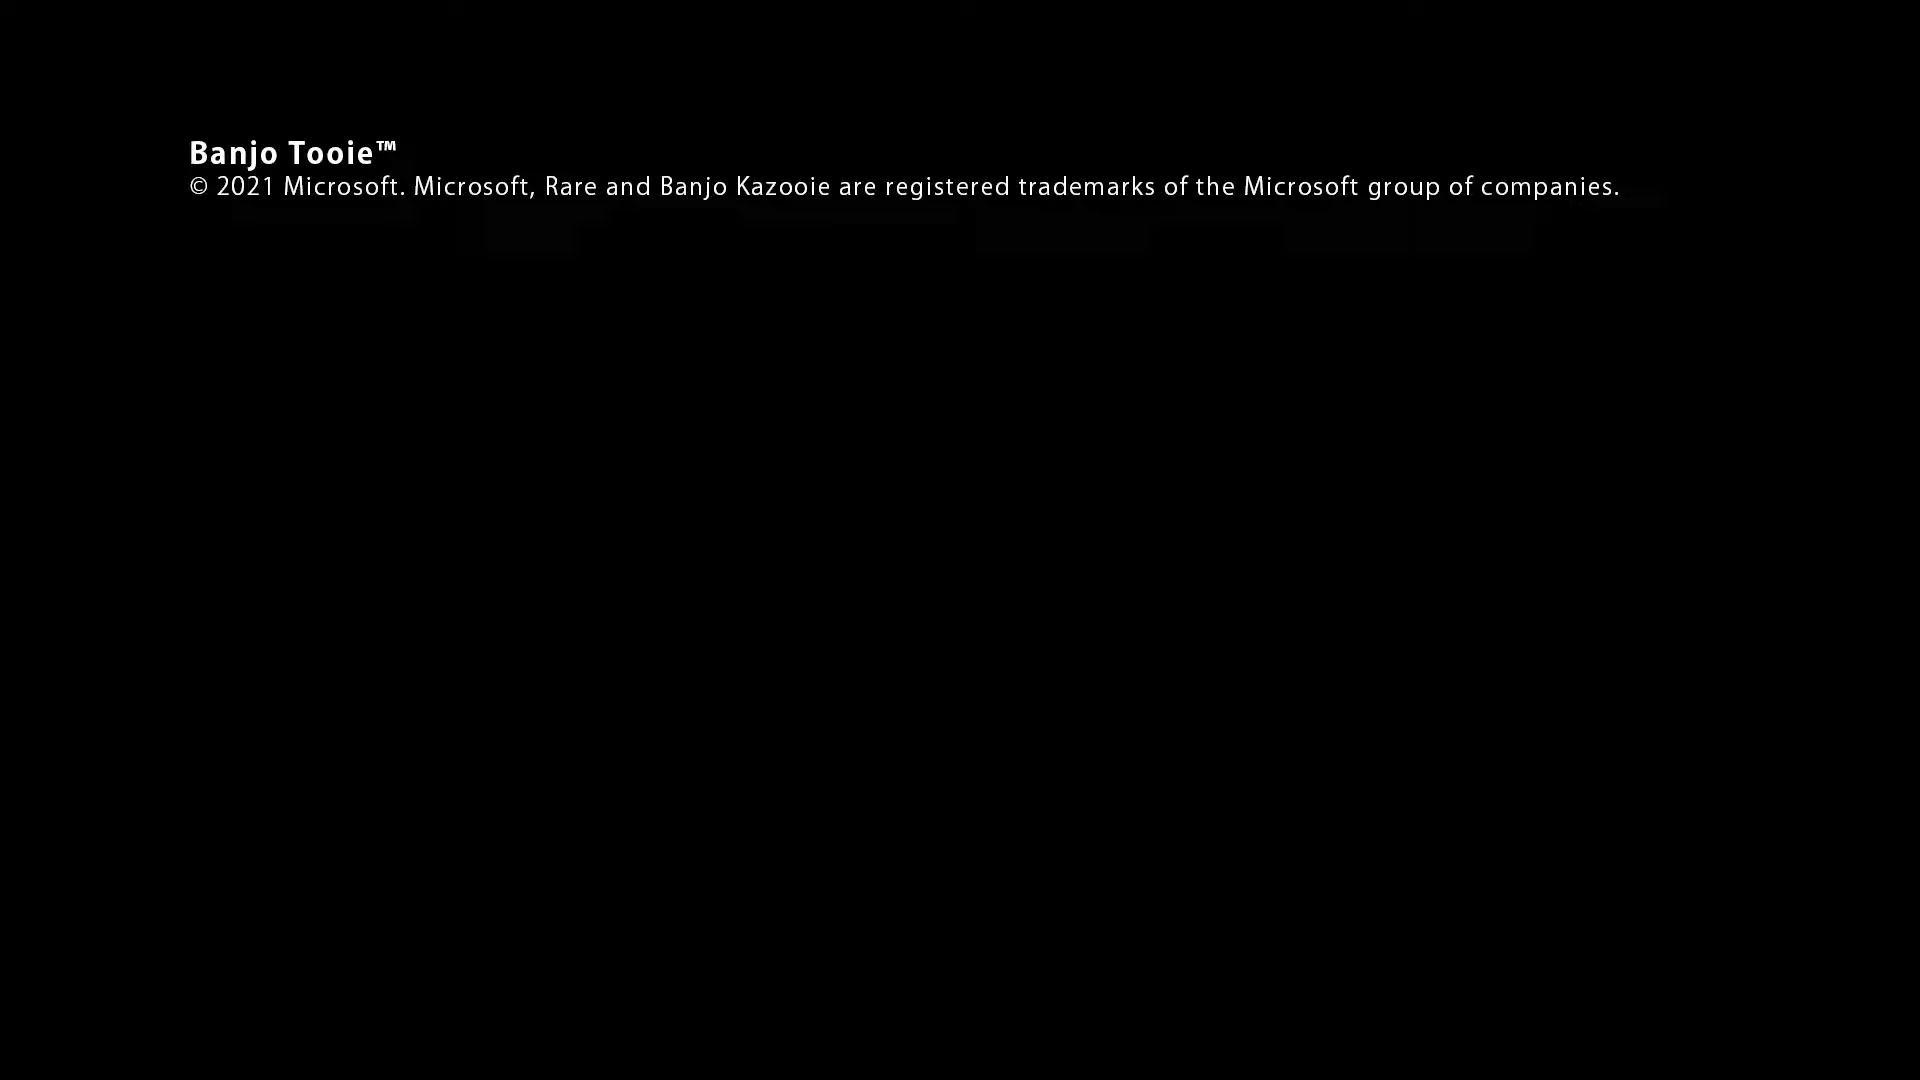 Banjo Tooie™
© 2021 Microsoft. Microsoft, Rare and Banjo Kazooie are registered trademarks of the Microsoft group of companies.